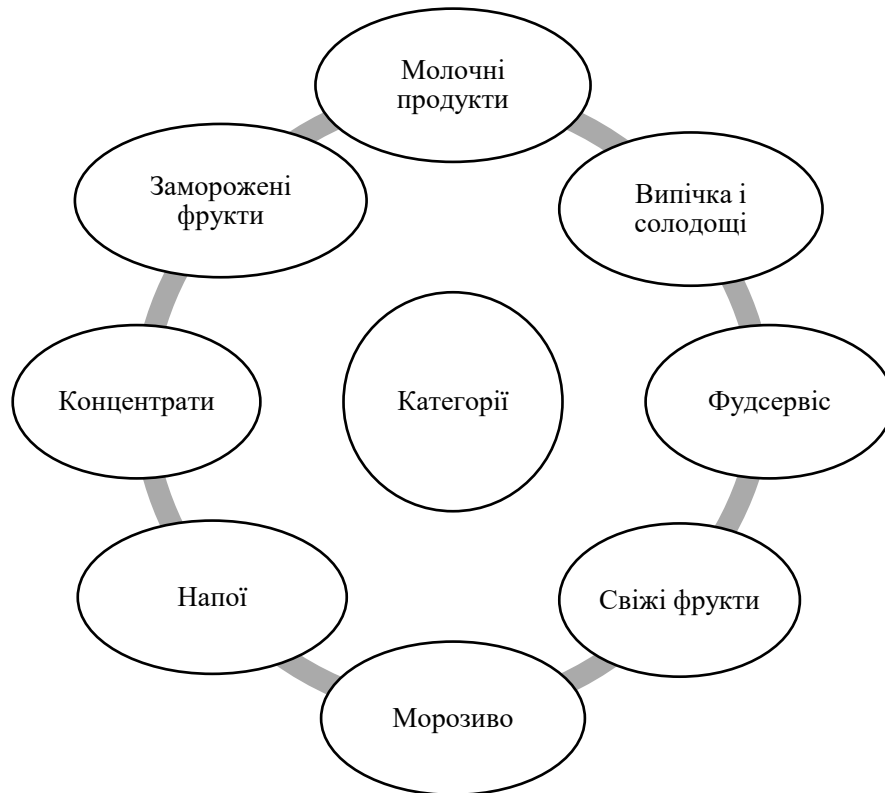 Молочні
продукти
Випічка і
солодощі
Фудсервіс
Свіжі фрукти
Морозиво
Напої
Концентрати
Заморожені
фрукти
Категорії